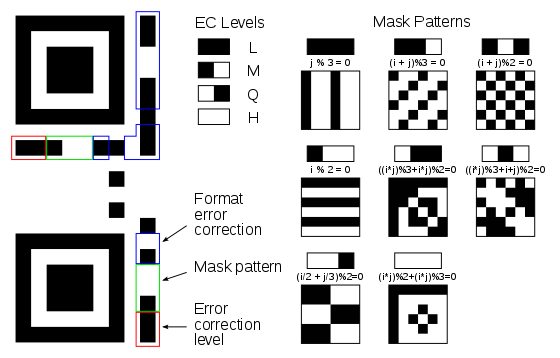 EC Levels
L
M
Q
H
Mask Patterns
j % 3 = 0
(i + j)%3 = 0
(i + j)%2 = 0
i % 2 = 0
((i*j)%3+i*j)%2=0
((i*j)%3+i+j)%2=0
(i/2 + j/3)%2=0
(i*j)%2+(i*j)%3=0
Format
error
correction
Mask pattern
Error
correction
level